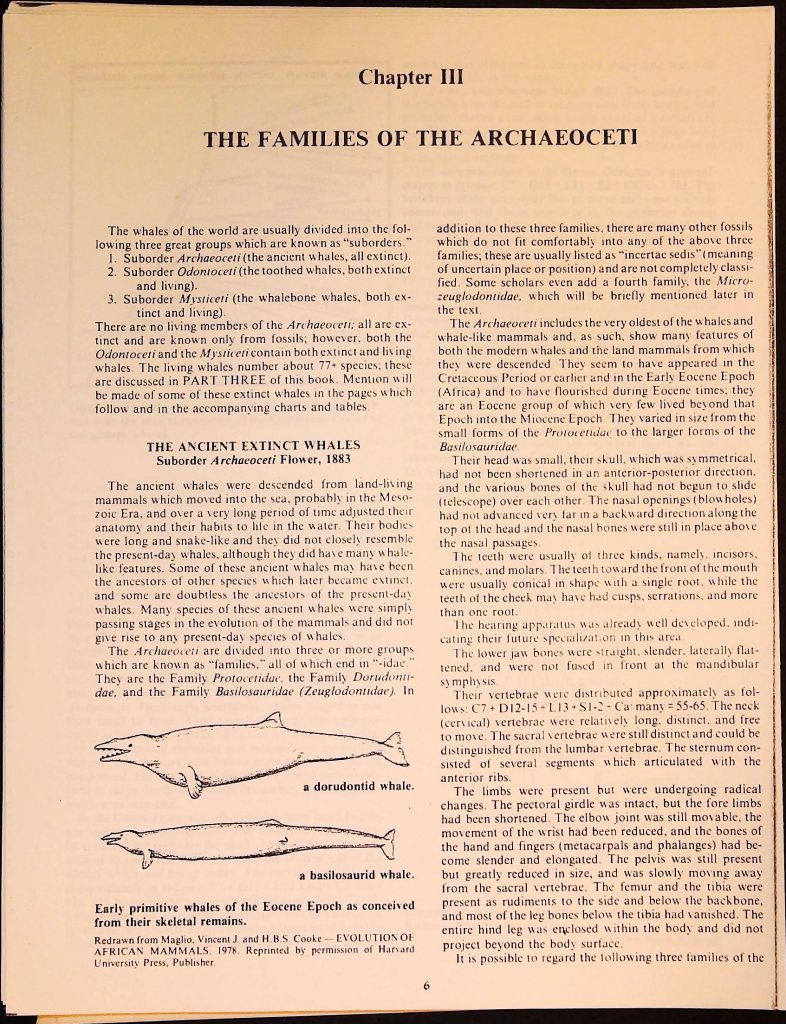 Chapter III
THE FAMILIES OF THE ARCHAEOCETI
The whales of the world are usually divided into the fol-
lowing three great groups which are known as "suborders."
1. Suborder Archaeoceti (the ancient whales, all extinct).
2. Suborder Odontoceti (the toothed whales, both extinct
and living).
3. Suborder Mysticeti (the whalebone whales, both ex-
tinct and living).
There are no living members of the Archaeoceti; all are ex-
tinct and are known only from fossils; however, both the
Odontoceti and the Mysticeti contain both extinct and living
whales. The living whales number about 77+ species; these
are discussed in PART THREE of this book. Mention will
be made of some of these extinct whales in the pages which
follow and in the accompanying charts and tables.
THE ANCIENT EXTINCT WHALES
Suborder Archaeoceti Flower, 1883
The ancient whales were descended from land-living
mammals which moved into the sea, probably in the Meso-
zoic Era, and over a very long period of time adjusted their
anatomy and their habits to life in the water. Their bodies
were long and snake-like and they did not closely resemble
the present-day whales, although they did have many whale-
like features. Some of these ancient whales may have been
the ancestors of other species which later became extinct,
and some are doubtless the ancestors of the present-day
whales. Many species of these ancient whales were simply
passing stages in the evolution of the mammals and did not
give rise to any present-day species of whales.
The Archaeoceti are divided into three or more groups
which are known as "families," all of which end in "-idae."
They are the Family Protocetidae, the Family Dorudonti-
dae, and the Family Basilosauridae (Zeuglodontidae). In
a dorudontid whale.
a basilosaurid whale.
Early primitive whales of the Eocene Epoch as conceived
from their skeletal remains.
Redrawn from Maglio, Vincent J. and H.B.S. Cooke — EVOLUTION OF
AFRICAN MAMMALS, 1978. Reprinted by permission of Harvard
University Press, Publisher.
addition to these three families, there are many other fossils
which do not fit comfortably into any of the above three
families; these are usually listed as "incertae sedis" (meaning
of uncertain place or position) and are not completely classi-
fied. Some scholars even add a fourth family, the Micro-
zeuglodontidae, which will be briefly mentioned later in
the text.
The Archaeoceti includes the very oldest of the whales and
whale-like mammals and, as such, show many features of
both the modern whales and the land mammals from which
they were descended. They seem to have appeared in the
Cretaceous Period or earlier and in the Early Eocene Epoch
(Africa) and to have flourished during Eocene times; they
are an Eocene group of which very few lived beyond that
Epoch into the Miocene Epoch. They varied in size from the
small forms of the Protocetidae to the larger forms of the
Basilosauridae.
Their head was small, their skull, which was symmetrical,
had not been shortened in an anterior-posterior direction,
and the various bones of the skull had not begun to slide
(telescope) over each other. The nasal openings (blowholes)
had not advanced very far in a backward direction along the
top of the head and the nasal bones were still in place above
the nasal passages.
The teeth were usually of three kinds, namely, incisors,
canines, and molars. The teeth toward the front of the mouth
were usually conical in shape with a single root, while the
teeth of the cheek may have had cusps, serrations, and more
than one root.
The hearing apparatus was already well developed, indi-
cating their future specialization in this area.
The lower jaw bones were straight, slender, laterally flat-
tened, and were not fused in front at the mandibular
symphysis.
Their vertebrae were distributed approximately as fol-
lows: C7 + D12-15 + L13 + S1-2 + Ca: many = 55-65. The neck
(cervical) vertebrae were relatively long, distinct, and free
to move. The sacral vertebrae were still distinct and could be
distinguished from the lumbar vertebrae. The sternum con-
sisted of several segments which articulated with the
anterior ribs.
The limbs were present but were undergoing radical
changes. The pectoral girdle was intact, but the fore limbs
had been shortened. The elbow joint was still movable, the
movement of the wrist had been reduced, and the bones of
the hand and fingers (metacarpals and phalanges) had be-
come slender and elongated. The pelvis was still present
but greatly reduced in size, and was slowly moving away
from the sacral vertebrae. The femur and the tibia were
present as rudiments to the side and below the backbone,
and most of the leg bones below the tibia had vanished. The
entire hind leg was enclosed within the body and did not
project beyond the body surface.
It is possible to regard the following three families of the
6